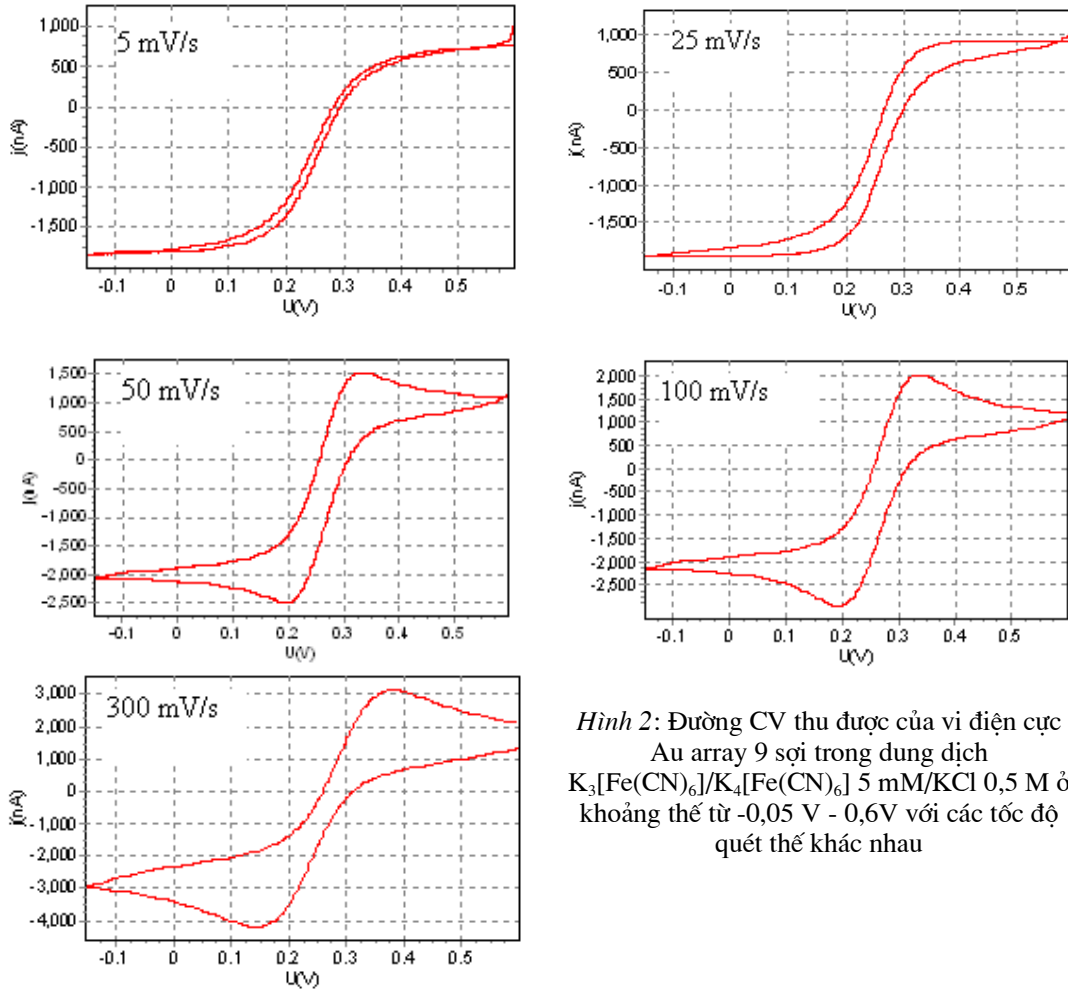 5 mV/s
1,000
500
0
-500
-1,000
-1,500
j(nA)
-0.1 0 0.1 0.2 0.3 0.4 0.5
U(V)
25 mV/s
1,000
500
0
-500
-1,000
-1,500
j(nA)
-0.1 0 0.1 0.2 0.3 0.4 0.5
U(V)
50 mV/s
1,500
1,000
500
0
-500
-1,000
-1,500
-2,000
-2,500
j(nA)
-0.1 0 0.1 0.2 0.3 0.4 0.5
U(V)
100 mV/s
2,000
1,500
1,000
500
0
-500
-1,000
-1,500
-2,000
-2,500
j(nA)
-0.1 0 0.1 0.2 0.3 0.4 0.5
U(V)
300 mV/s
3,000
2,000
1,000
0
-1,000
-2,000
-3,000
-4,000
j(nA)
-0.1 0 0.1 0.2 0.3 0.4 0.5
U(V)
Hình 2: Đường CV thu được của vi điện cực
Au array 9 sợi trong dung dịch
K₃[Fe(CN)₆]/K₄[Fe(CN)₆] 5 mM/KCl 0,5 M ở
khoảng thế từ -0,05 V - 0,6V với các tốc độ
quét thế khác nhau